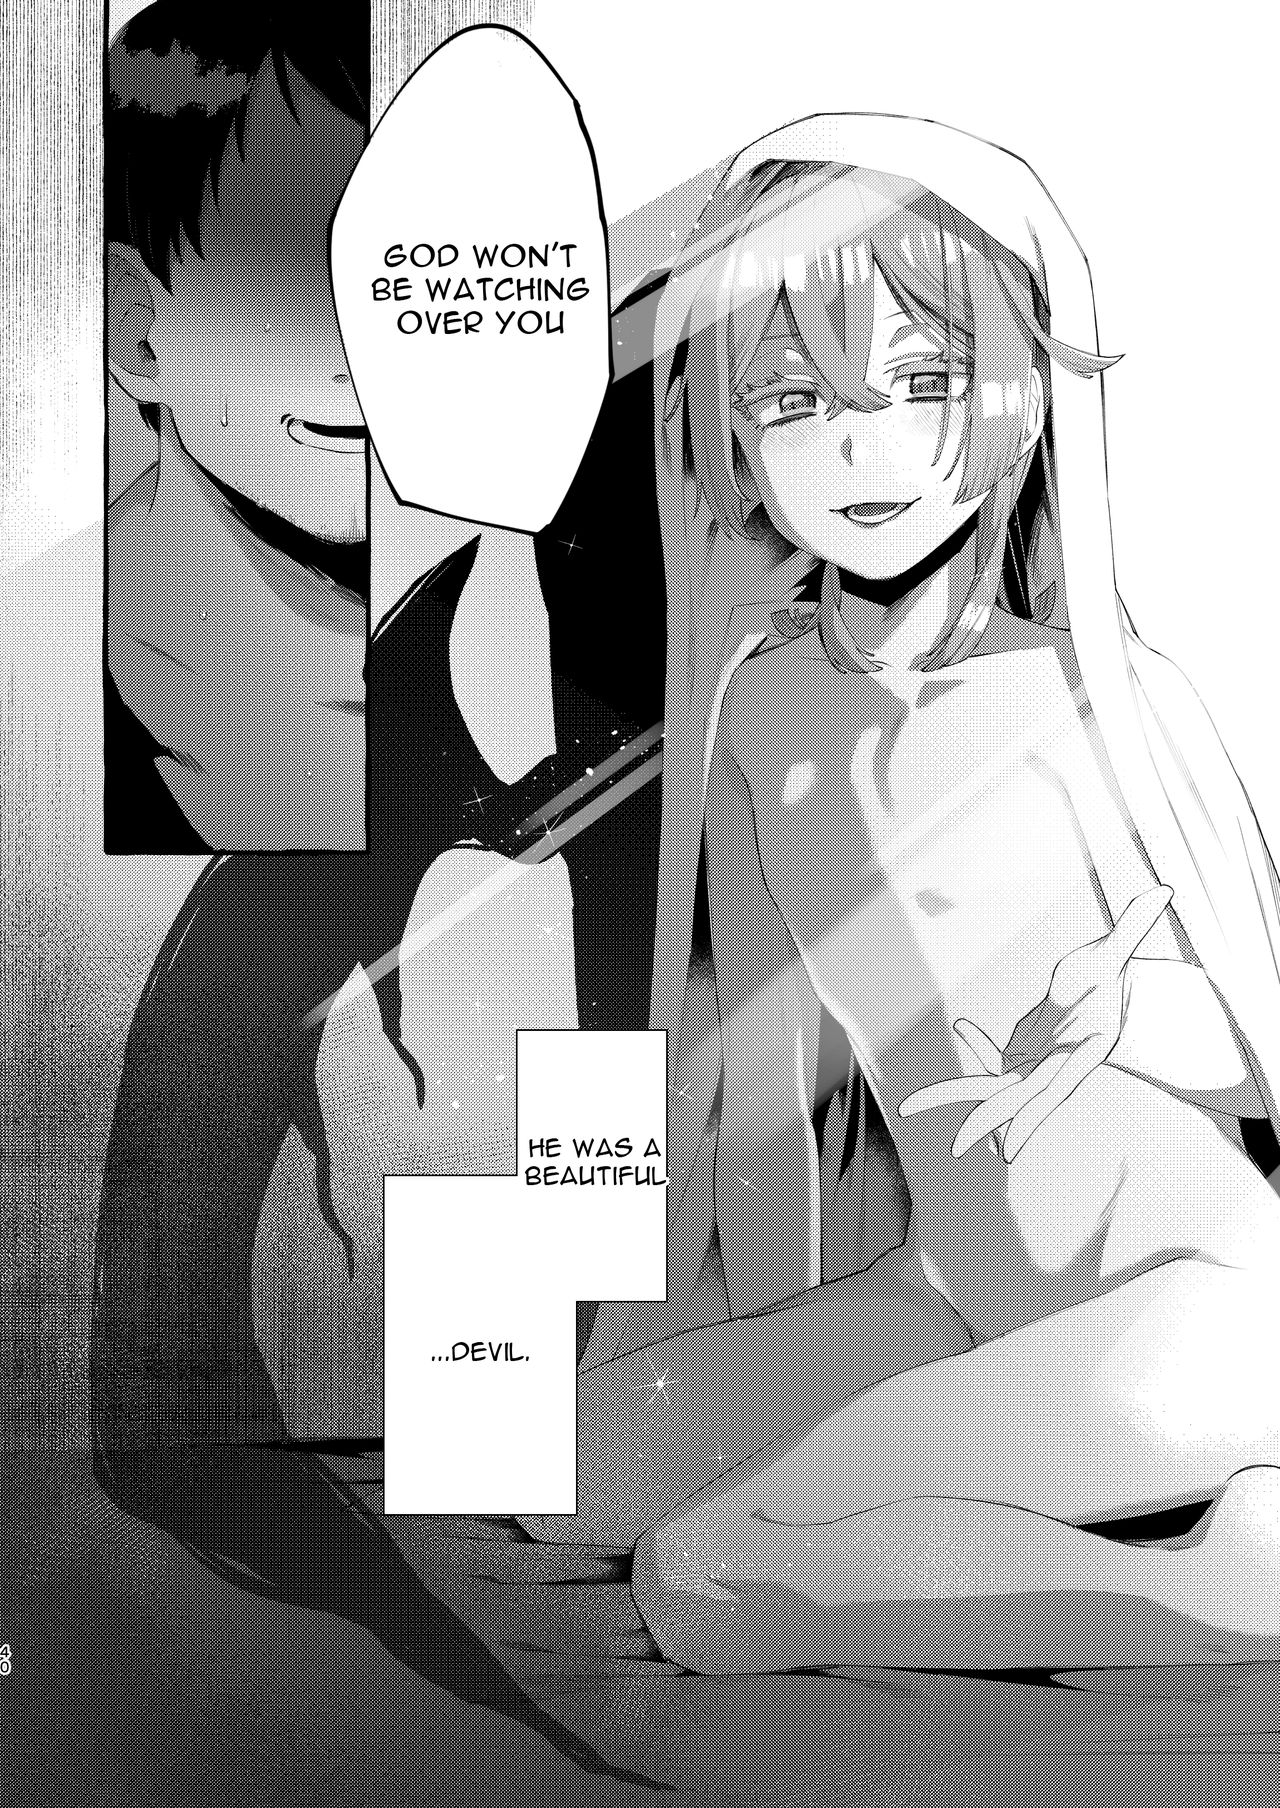 GOD WON'T
BE WATCHING
OVER YOU
HE WAS A
BEAUTIFUL
...DEVIL.
40